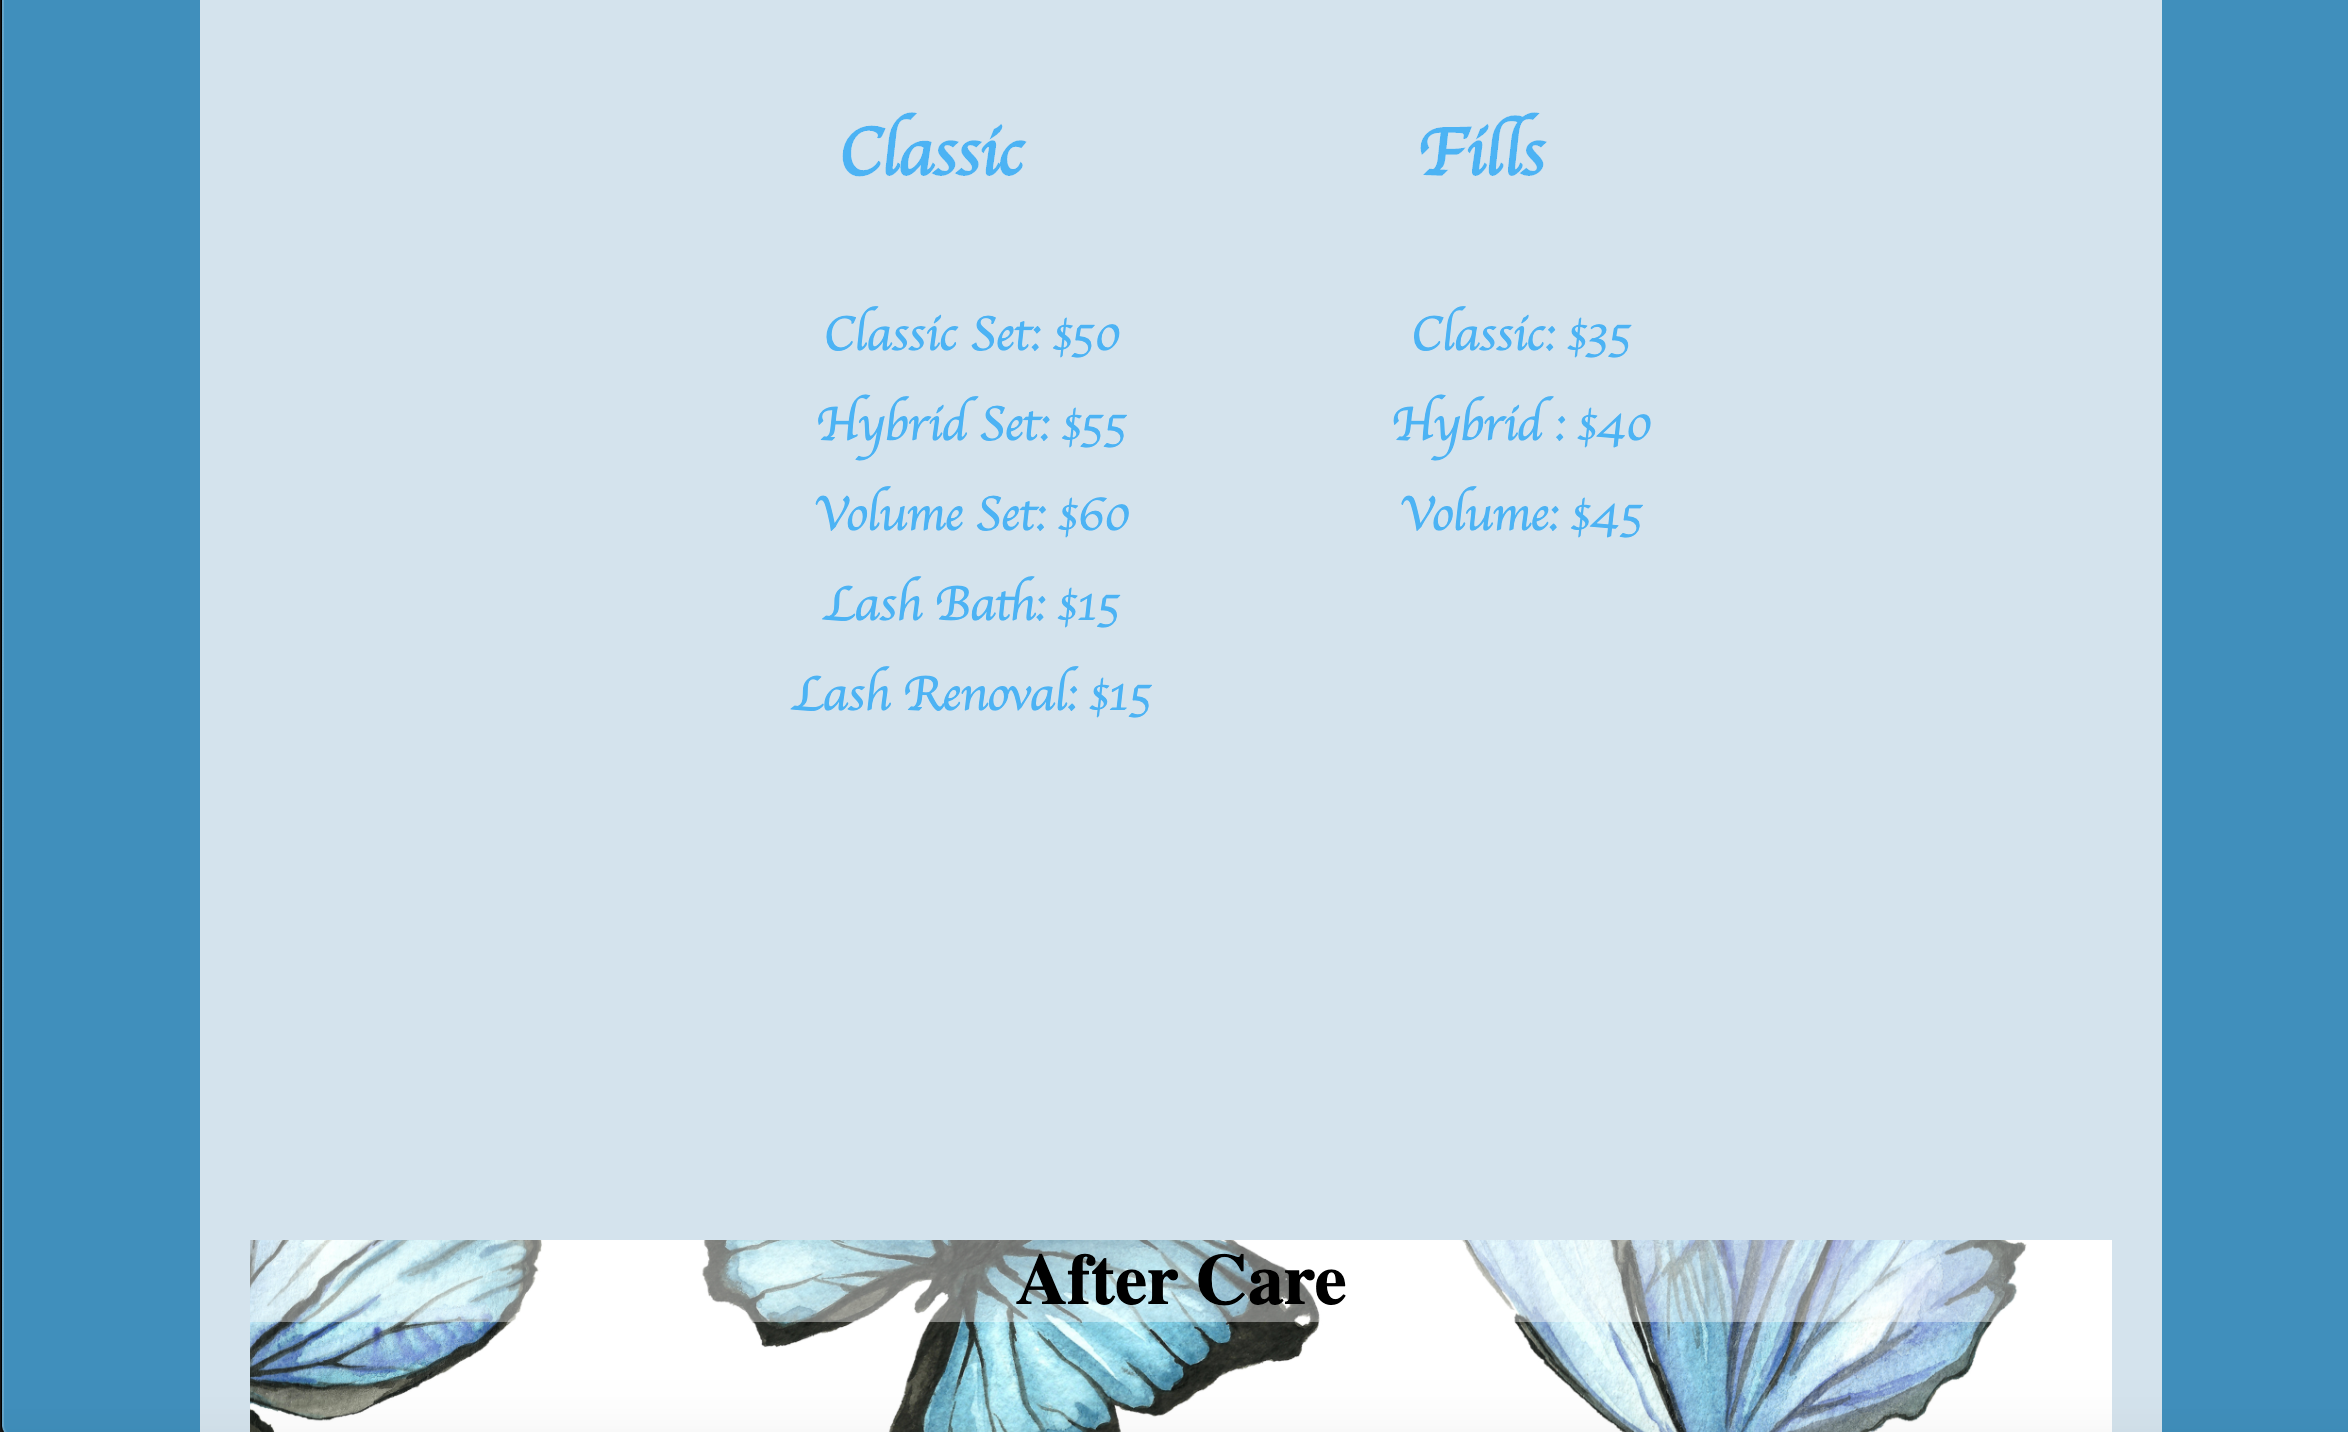 Classic
Classic Set: $50
Hybrid Set: $55
Volume Set: $60
Lash Bath: $15
Lash Renoval: $15
Fills
Classic: $35
Hybrid : $40
Volume: $45
After Care